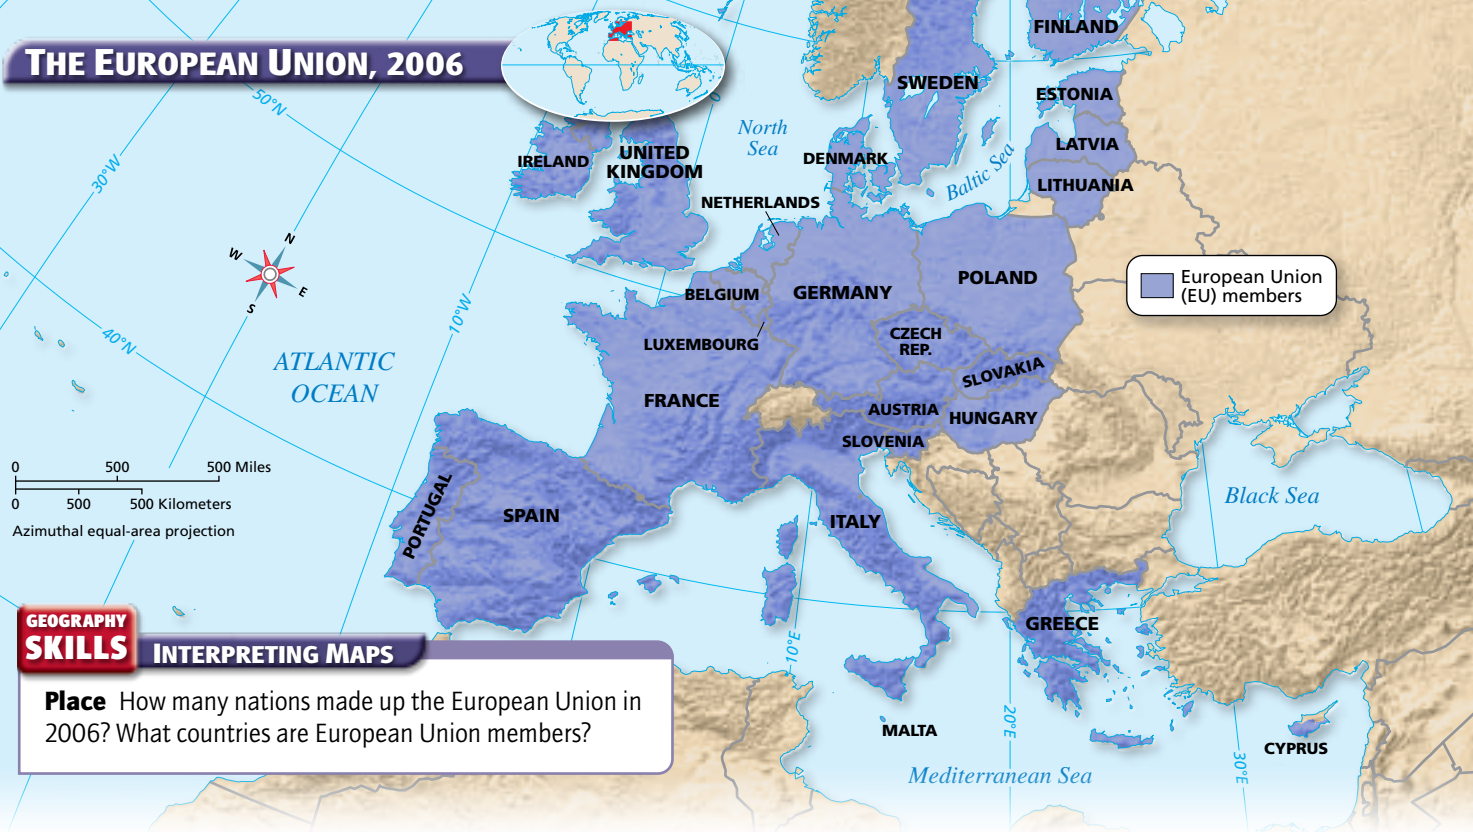 THE EUROPEAN UNION, 2006
50°N
30°W
40°N
10°W
N
W
E
S
ATLANTIC
OCEAN
0 500 500 Miles
0 500 500 Kilometers
Azimuthal equal-area projection
North
Sea
Baltic Sea
FINLAND
SWEDEN
ESTONIA
LATVIA
LITHUANIA
DENMARK
IRELAND
UNITED
KINGDOM
NETHERLANDS
BELGIUM
GERMANY
POLAND
LUXEMBOURG
CZECH
REP.
SLOVAKIA
FRANCE
AUSTRIA
HUNGARY
SLOVENIA
PORTUGAL
SPAIN
ITALY
GREECE
MALTA
CYPRUS
Black Sea
Mediterranean Sea
10°E
20°E
30°E
0°
European Union
(EU) members
GEOGRAPHY
SKILLS
INTERPRETING MAPS
Place How many nations made up the European Union in
2006? What countries are European Union members?